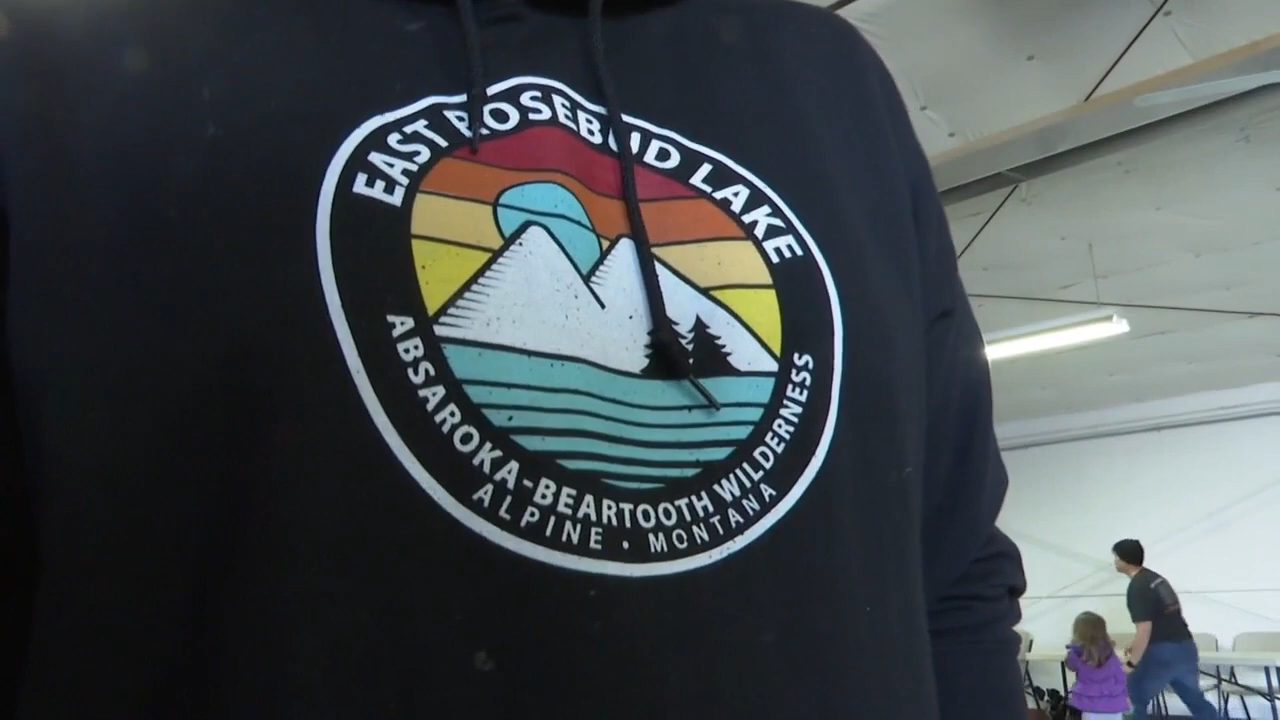 EAST ROSEBUD LAKE
ABSAROKA-BEARTOOTH WILDERNESS
ALPINE • MONTANA